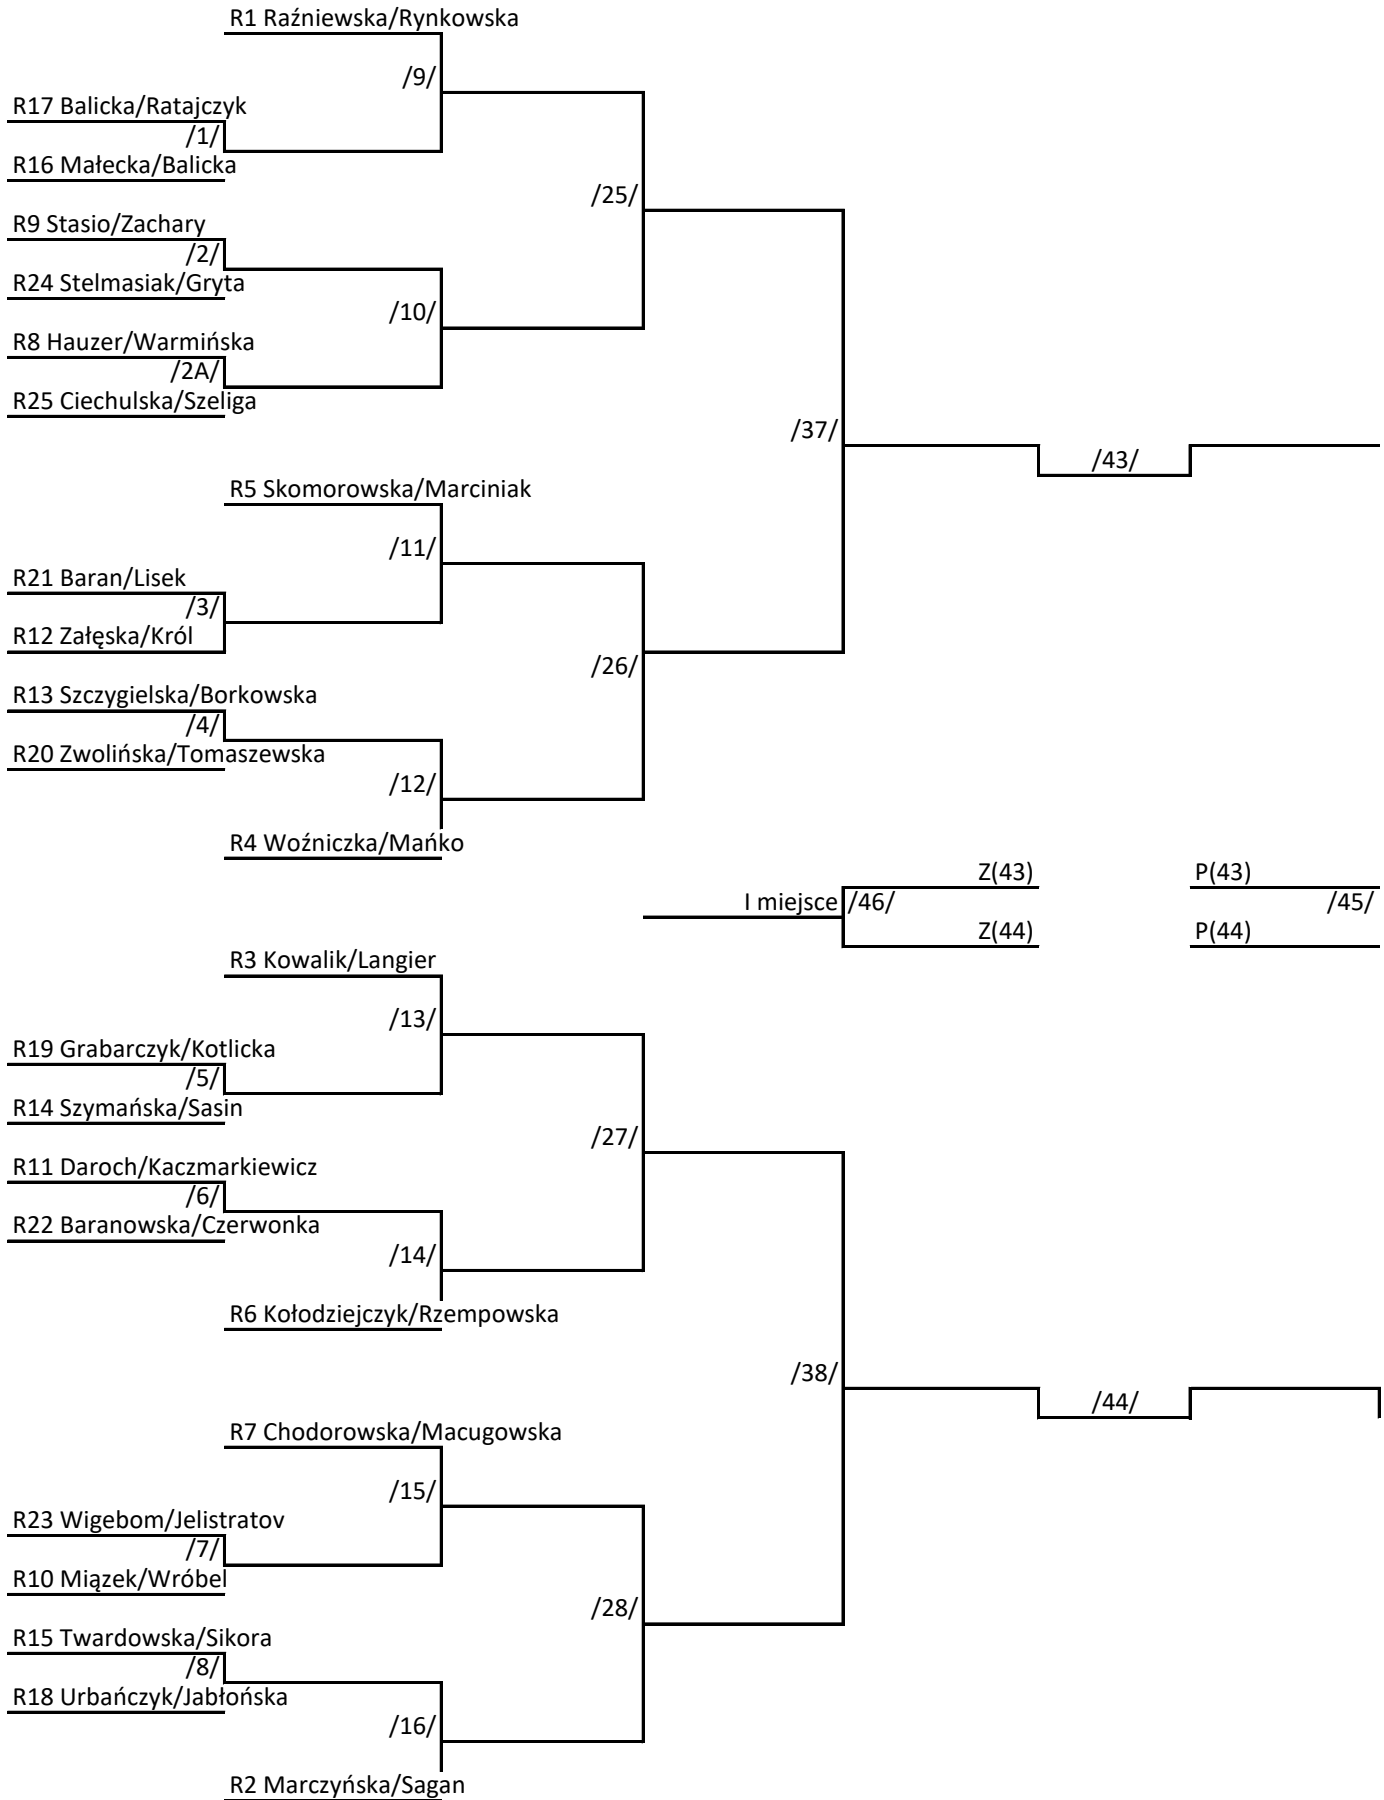 R1 Raźniewska/Rynkowska
/9/
R17 Balicka/Ratajczyk
/1/
R16 Małecka/Balicka
/25/
R9 Stasio/Zachary
/2/
R24 Stelmasiak/Gryta
/10/
R8 Hauzer/Warmińska
/2A/
R25 Ciechulska/Szeliga
/37/
/43/
R5 Skomorowska/Marciniak
/11/
R21 Baran/Lisek
/3/
R12 Załęska/Król
/26/
R13 Szczygielska/Borkowska
/4/
R20 Zwolińska/Tomaszewska
/12/
R4 Woźniczka/Mańko
Z(43) P(43)
I miejsce /46/ /45/
Z(44) P(44)
R3 Kowalik/Langier
/13/
R19 Grabarczyk/Kotlicka
/5/
R14 Szymańska/Sasin
/27/
R11 Daroch/Kaczmarkiewicz
/6/
R22 Baranowska/Czerwonka
/14/
R6 Kołodziejczyk/Rzempowska
/38/
/44/
R7 Chodorowska/Macugowska
/15/
R23 Wigebom/Jelistratov
/7/
R10 Miązek/Wróbel
/28/
R15 Twardowska/Sikora
/8/
R18 Urbańczyk/Jabłońska
/16/
R2 Marczyńska/Sagan